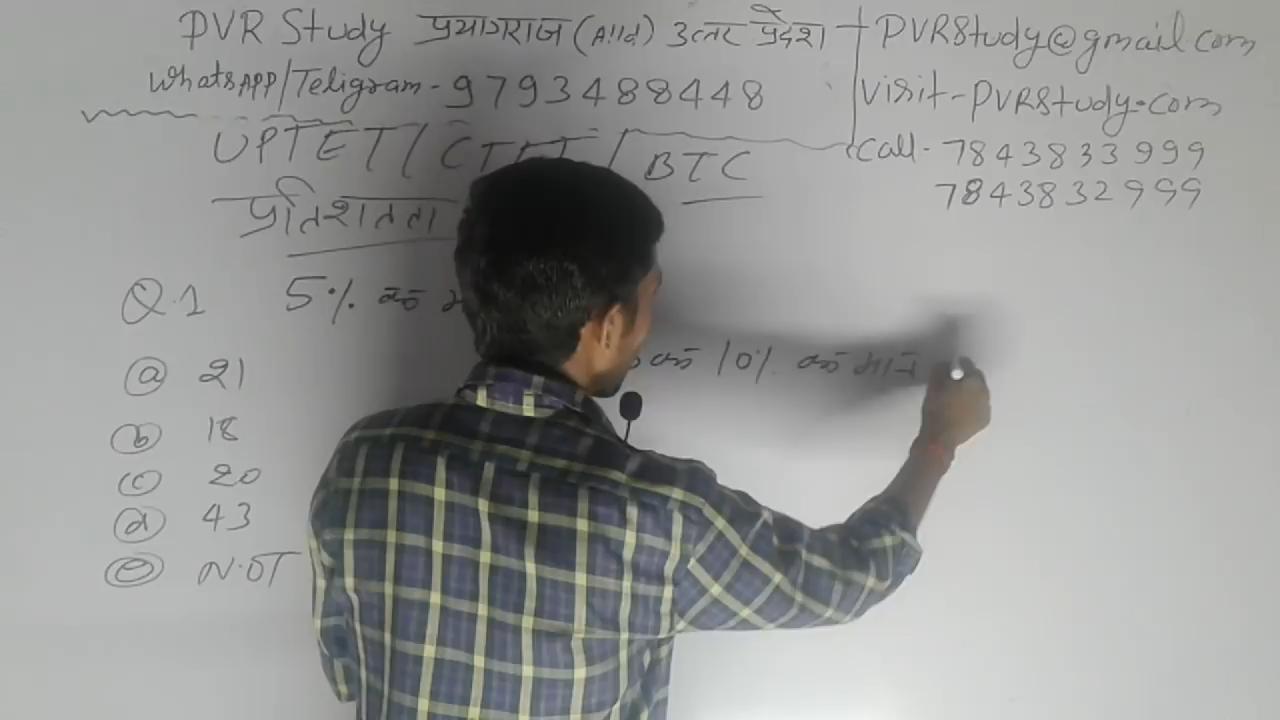 PVR Study प्रयागराज (Alld) उत्तर प्रदेश
WhatsAPP/Teligram - 9793488448
PVRStudy@gmail com
visit - PVRStudy.com
Call - 7843833999
7843832999
UPTET / CTET / BTC
प्रतिशतता
Q.1 5% के
के 10% के मान
ⓐ 21
ⓑ 18
ⓒ 20
ⓓ 43
ⓔ N.OT